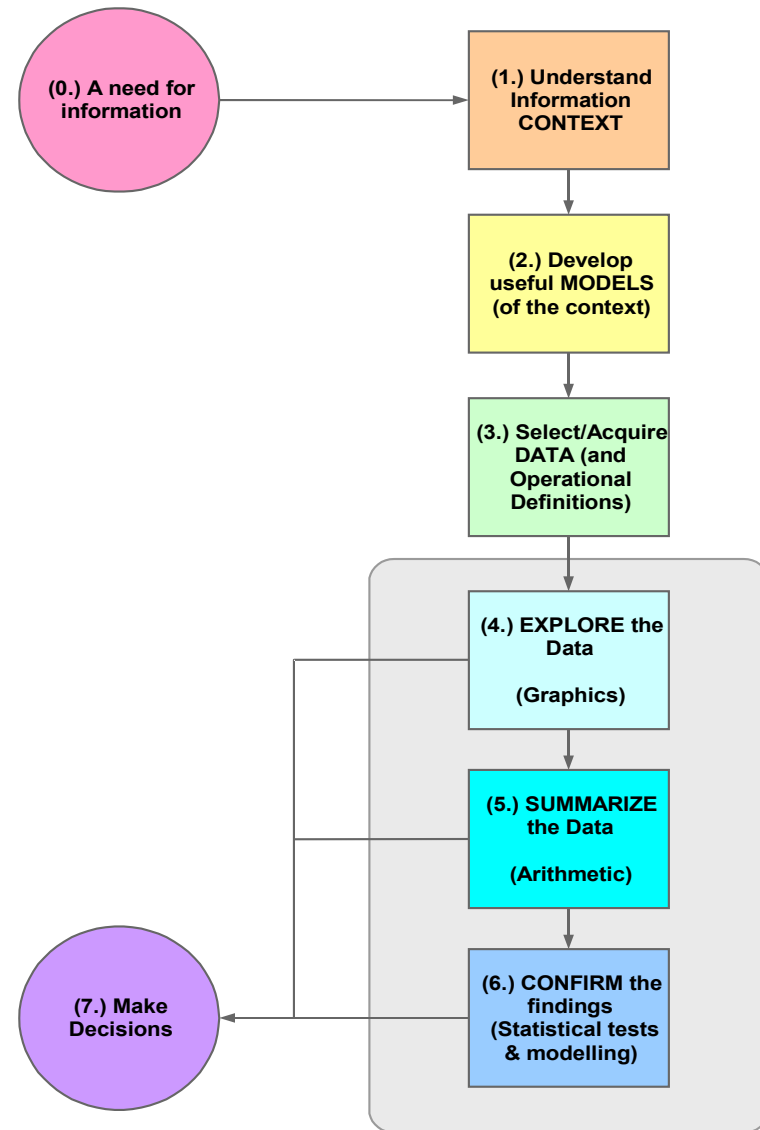 (0.) A need for
information
(1.) Understand
Information
CONTEXT
(2.) Develop
useful MODELS
(of the context)
(3.) Select/Acquire
DATA (and
Operational
Definitions)
(4.) EXPLORE the
Data
(Graphics)
(5.) SUMMARIZE
the Data
(Arithmetic)
(6.) CONFIRM the
findings
(Statistical tests
& modelling)
(7.) Make
Decisions